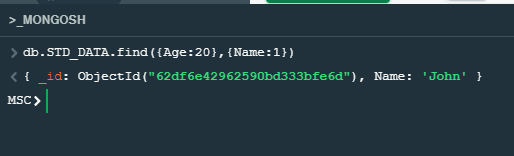 >_MONGOSH
> db.STD_DATA.find({Age:20},{Name:1})
< { _id: ObjectId("62df6e42962590bd333bfe6d"), Name: 'John' }
MSC>